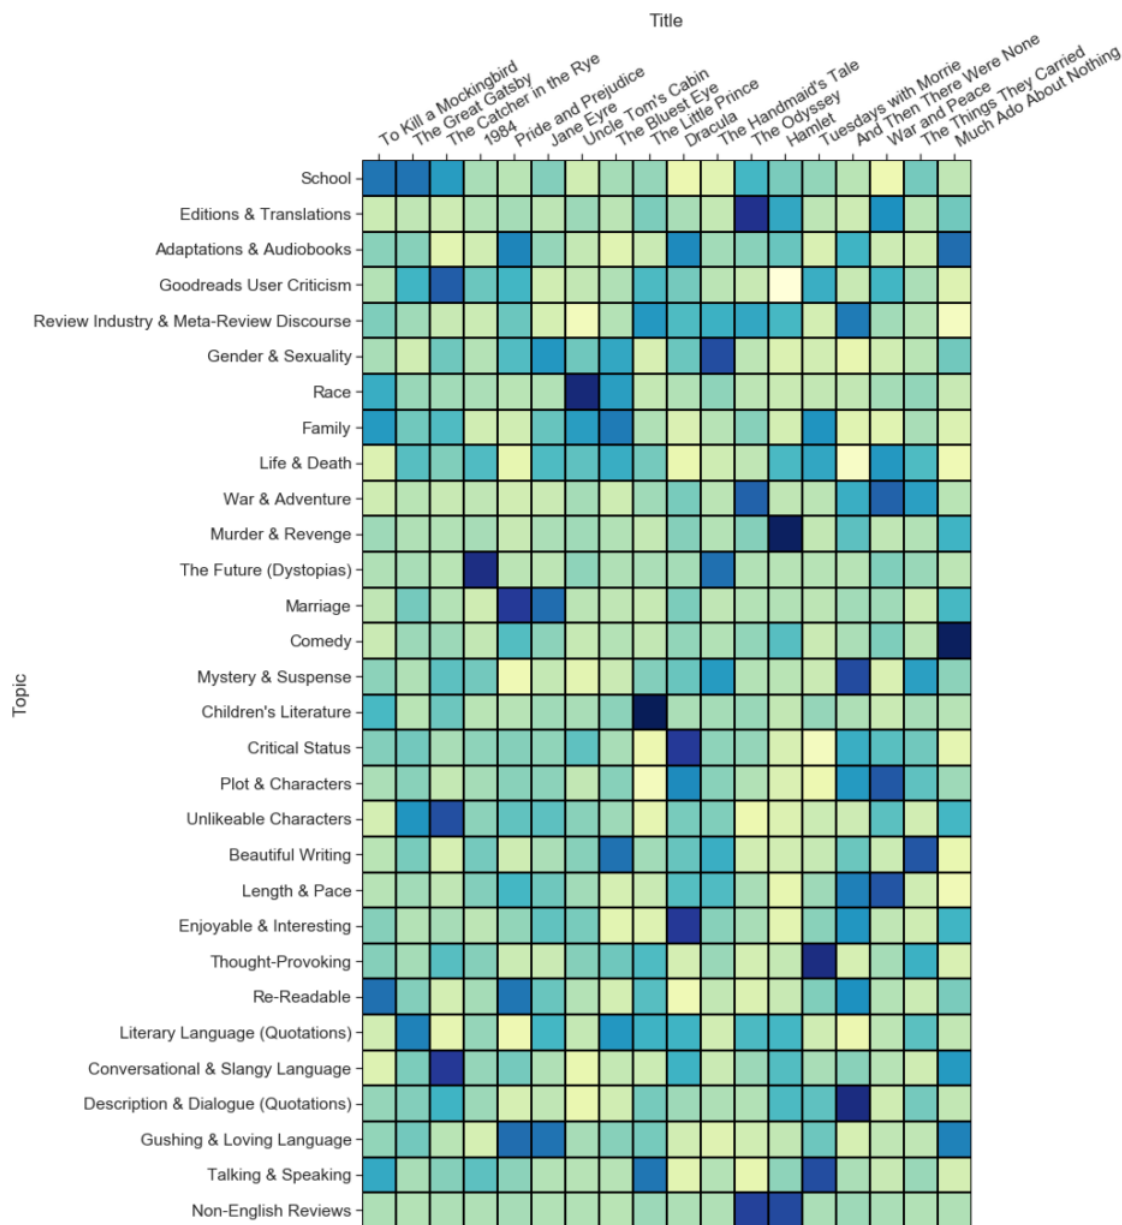 Title
To Kill a Mockingbird
The Great Gatsby
The Catcher in the Rye
1984
Pride and Prejudice
Jane Eyre
Uncle Tom's Cabin
The Bluest Eye
The Little Prince
Dracula
The Handmaid's Tale
The Odyssey
Hamlet
Tuesdays with Morrie
And Then There Were None
War and Peace
The Things They Carried
Much Ado About Nothing
Topic
School
Editions & Translations
Adaptations & Audiobooks
Goodreads User Criticism
Review Industry & Meta-Review Discourse
Gender & Sexuality
Race
Family
Life & Death
War & Adventure
Murder & Revenge
The Future (Dystopias)
Marriage
Comedy
Mystery & Suspense
Children's Literature
Critical Status
Plot & Characters
Unlikeable Characters
Beautiful Writing
Length & Pace
Enjoyable & Interesting
Thought-Provoking
Re-Readable
Literary Language (Quotations)
Conversational & Slangy Language
Description & Dialogue (Quotations)
Gushing & Loving Language
Talking & Speaking
Non-English Reviews